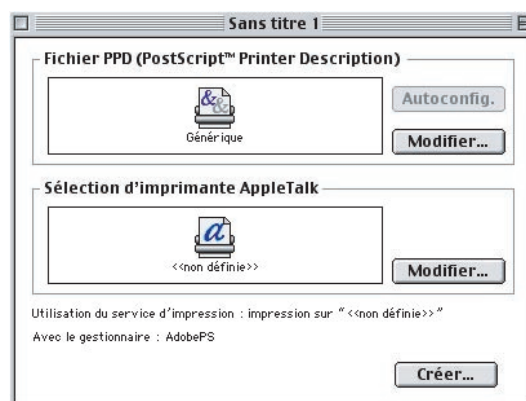 Sans titre 1
Fichier PPD (PostScript™ Printer Description)
Générique
Autoconfig.
Modifier...
Sélection d'imprimante AppleTalk
<<non définie>>
Modifier...
Utilisation du service d'impression : impression sur “<<non définie>>”
Avec le gestionnaire : AdobePS
Créer...